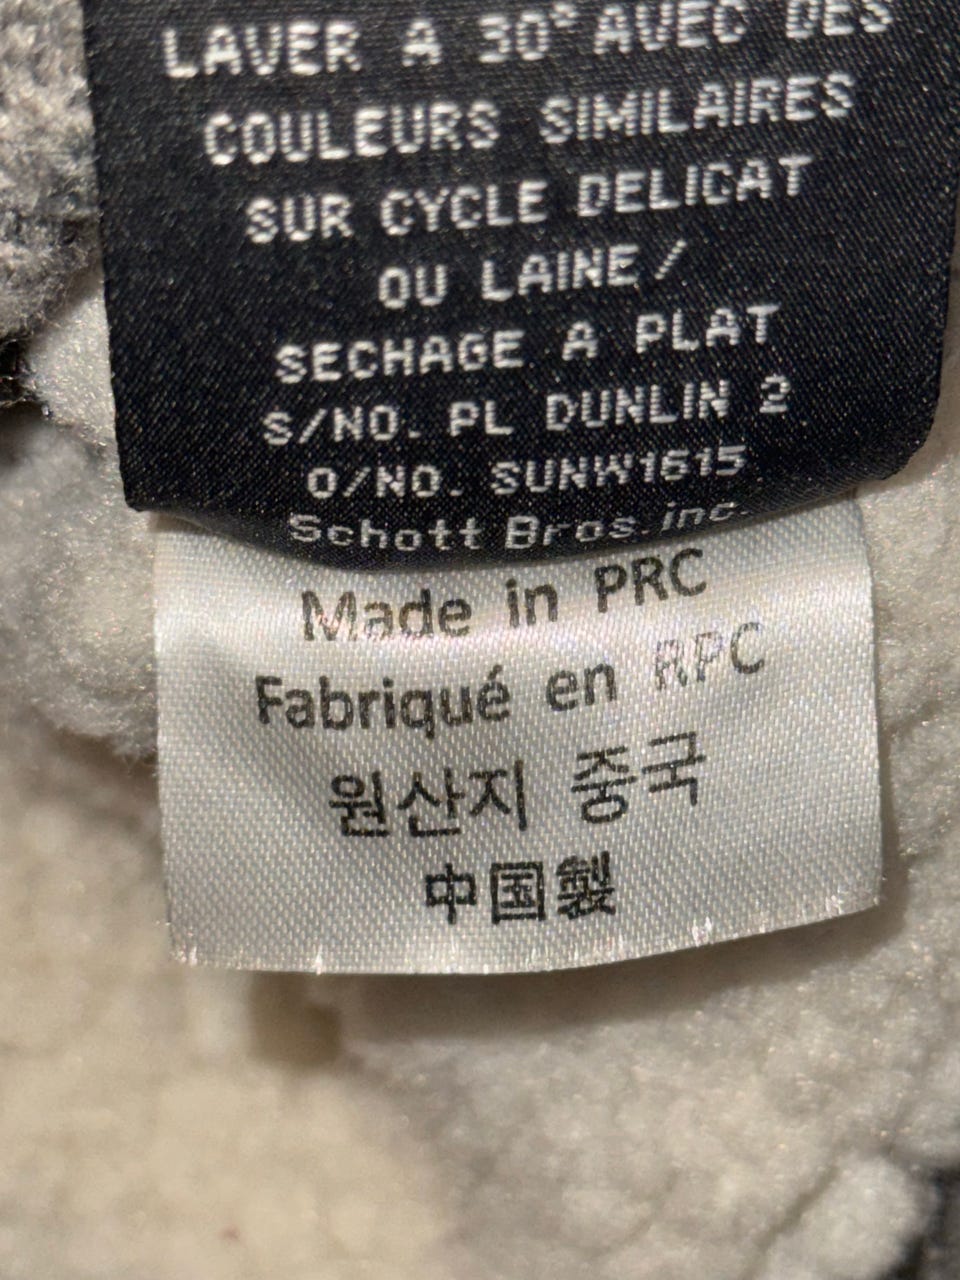 LAVER A 30° AVEC DES
COULEURS SIMILAIRES
SUR CYCLE DELICAT
OU LAINE /
SECHAGE A PLAT
S/NO. PL DUNLIN 2
O/NO. SUNW1615
Schott Bros. inc.
Made in PRC
Fabriqué en RPC
원산지 중국
中国製